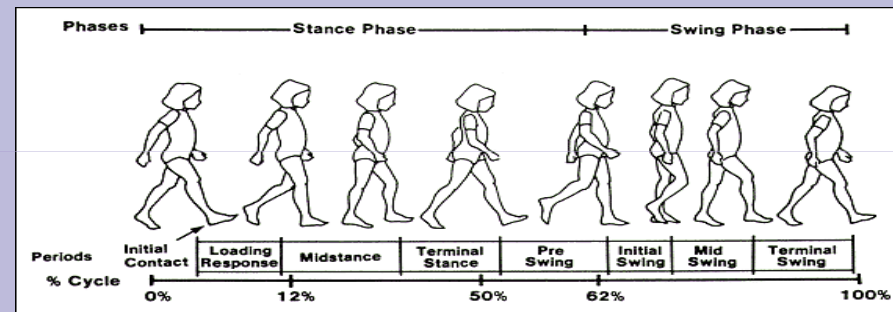 Phases Stance Phase Swing Phase
Periods Initial Contact Loading Response Midstance Terminal Stance Pre Swing Initial Swing Mid Swing Terminal Swing
% Cycle 0% 12% 50% 62% 100%